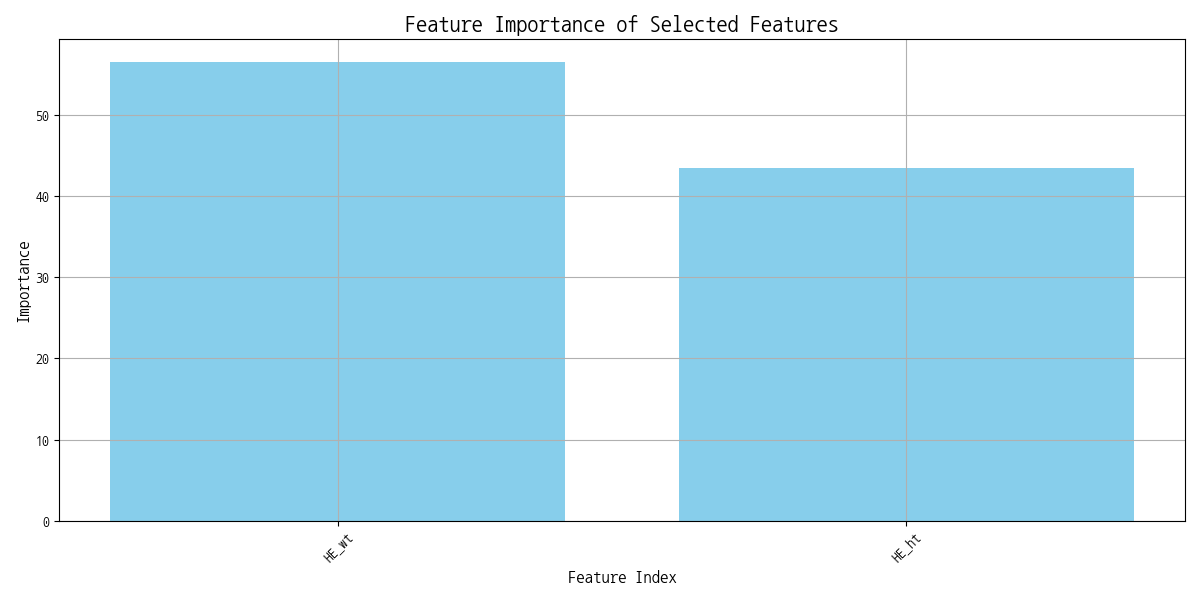 Feature Importance of Selected Features
Importance
50
40
30
20
10
0
HE_wt
HE_ht
Feature Index